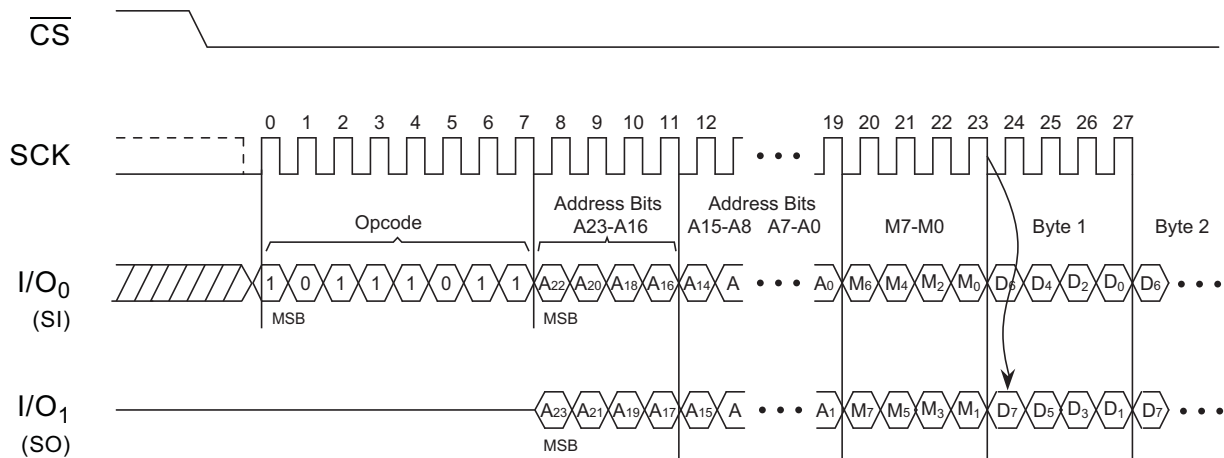 CS
0 1 2 3 4 5 6 7 8 9 10 11 12 19 20 21 22 23 24 25 26 27
SCK
Address Bits Address Bits
Opcode A23-A16 A15-A8 A7-A0 M7-M0 Byte 1 Byte 2
I/O0 1 0 1 1 1 0 1 1 A22 A20 A18 A16 A14 A A0 M6 M4 M2 M0 D6 D4 D2 D0 D6
(SI) MSB MSB
I/O1 A23 A21 A19 A17 A15 A A1 M7 M5 M3 M1 D7 D5 D3 D1 D7
(SO) MSB